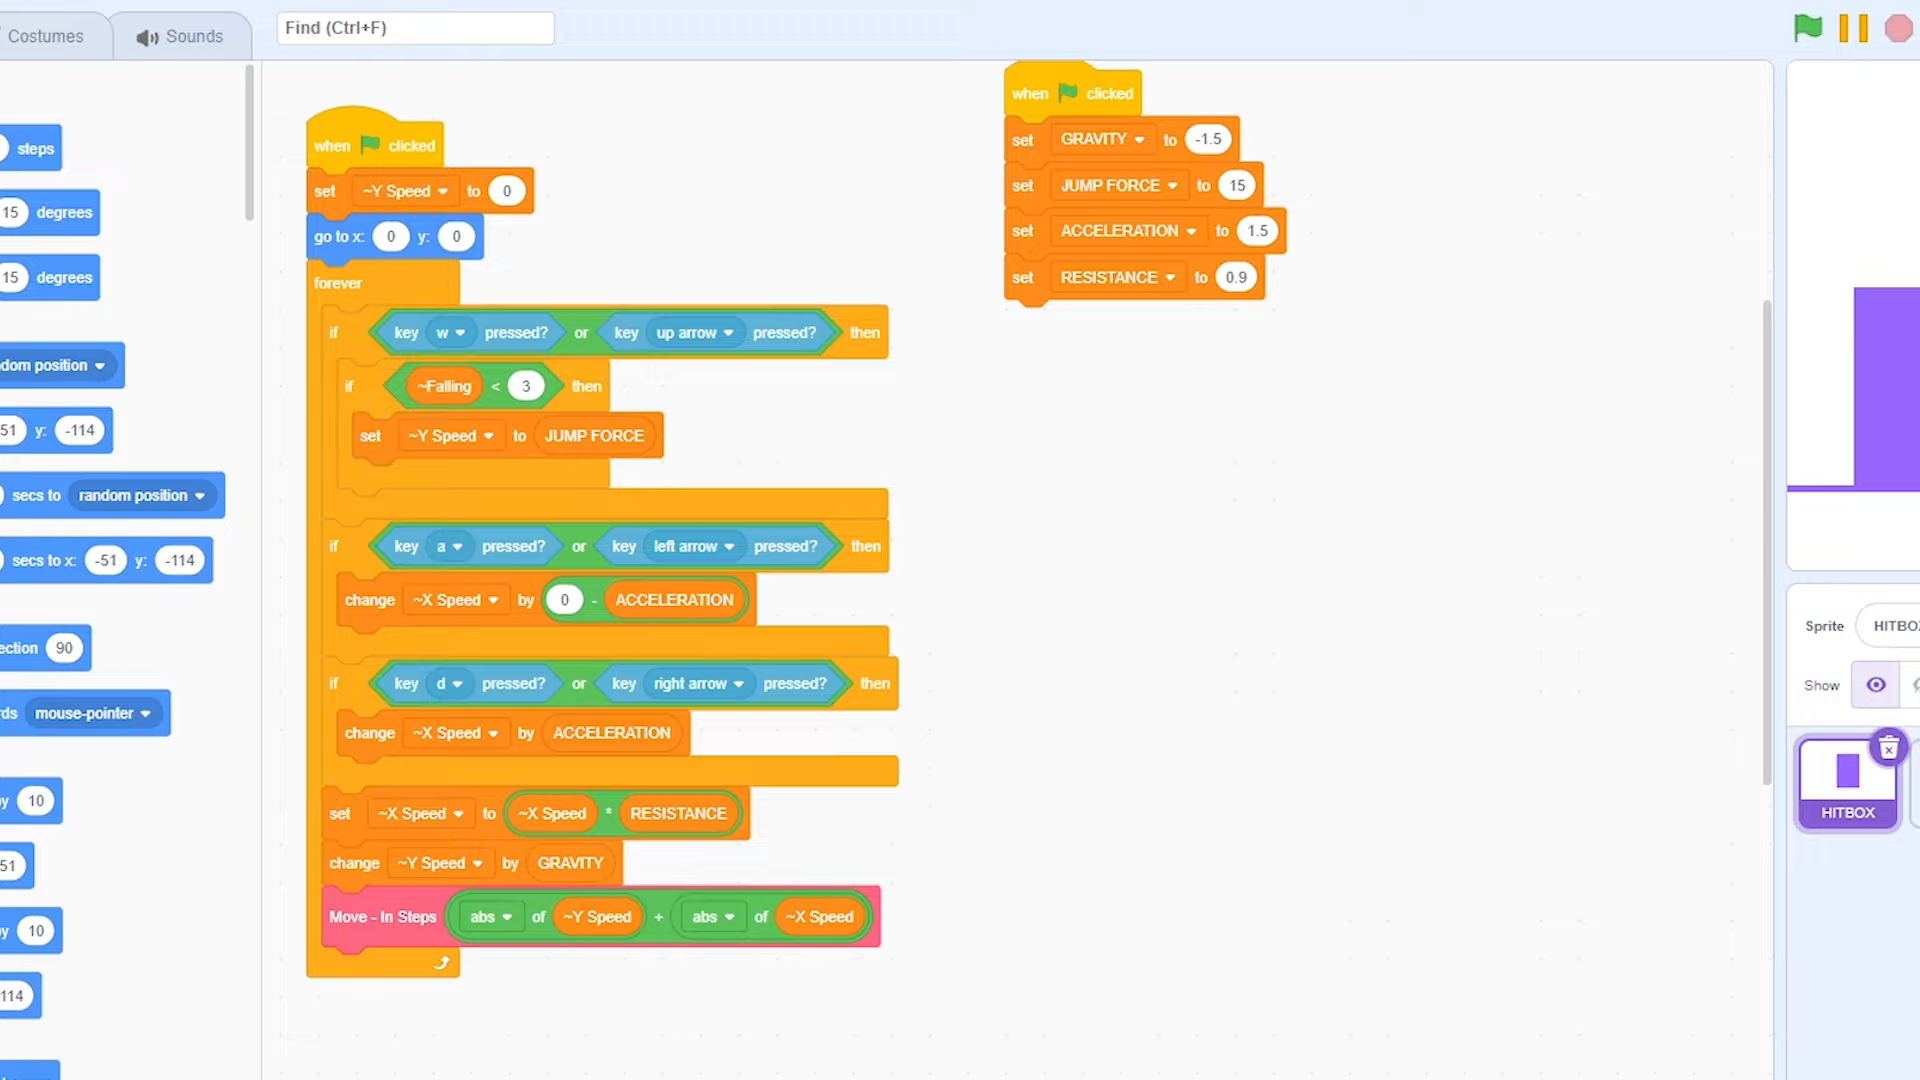 Costumes
Sounds
Find (Ctrl+F)
steps
15 degrees
15 degrees
dom position
51 y: -114
secs to random position
secs to x: -51 y: -114
ection 90
rds mouse-pointer
by 10
51
by 10
114
when clicked
set ~Y Speed to 0
go to x: 0 y: 0
forever
if key w pressed? or key up arrow pressed? then
if ~Falling < 3 then
set ~Y Speed to JUMP FORCE
if key a pressed? or key left arrow pressed? then
change ~X Speed by 0 - ACCELERATION
if key d pressed? or key right arrow pressed? then
change ~X Speed by ACCELERATION
set ~X Speed to ~X Speed * RESISTANCE
change ~Y Speed by GRAVITY
Move - In Steps abs of ~Y Speed + abs of ~X Speed
when clicked
set GRAVITY to -1.5
set JUMP FORCE to 15
set ACCELERATION to 1.5
set RESISTANCE to 0.9
Sprite HITBO
Show
HITBOX